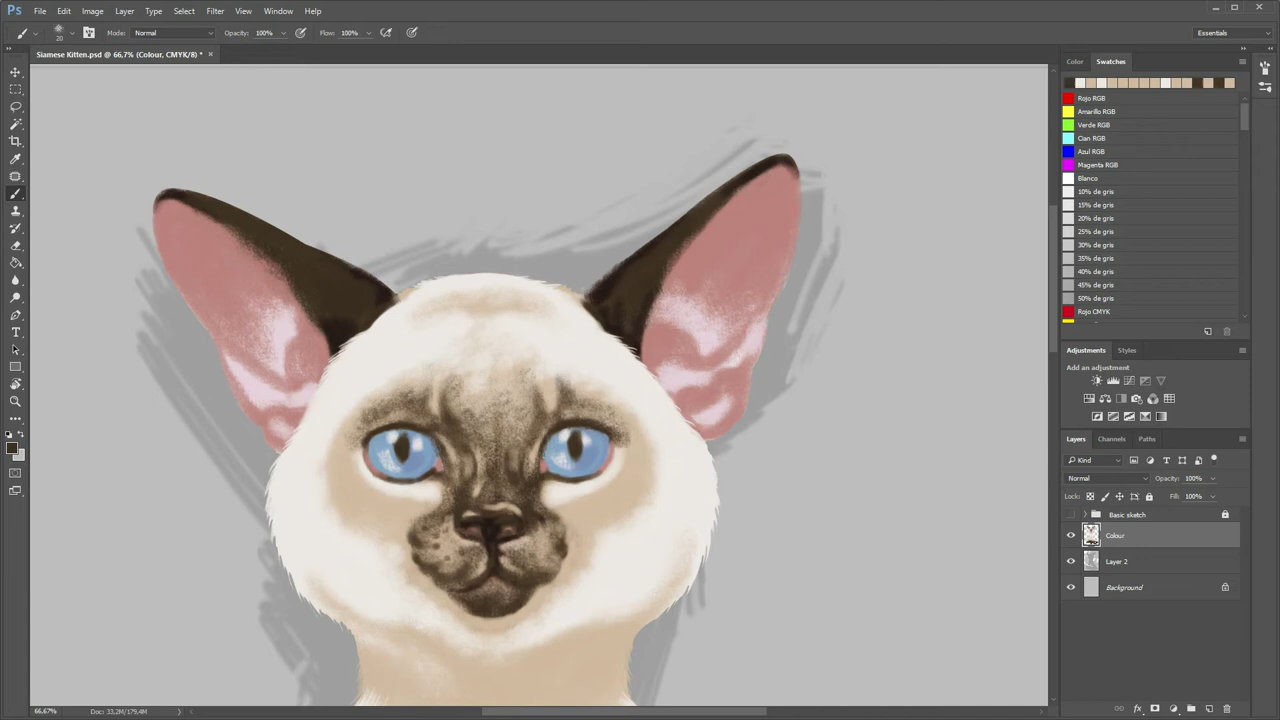 Ps File Edit Image Layer Type Select Filter View Window Help
20 Mode: Normal Opacity: 100% Flow: 100% Essentials
Siamese Kitten.psd @ 66,7% (Colour, CMYK/8) * ×
Color Swatches
Rojo RGB
Amarillo RGB
Verde RGB
Cian RGB
Azul RGB
Magenta RGB
Blanco
10% de gris
15% de gris
20% de gris
25% de gris
30% de gris
35% de gris
40% de gris
45% de gris
50% de gris
Rojo CMYK
Adjustments Styles
Add an adjustment
Layers Channels Paths
Kind
Normal Opacity: 100%
Lock: Fill: 100%
Basic sketch
Colour
Layer 2
Background
66,67% Doc: 33,2M/179,4M
fx